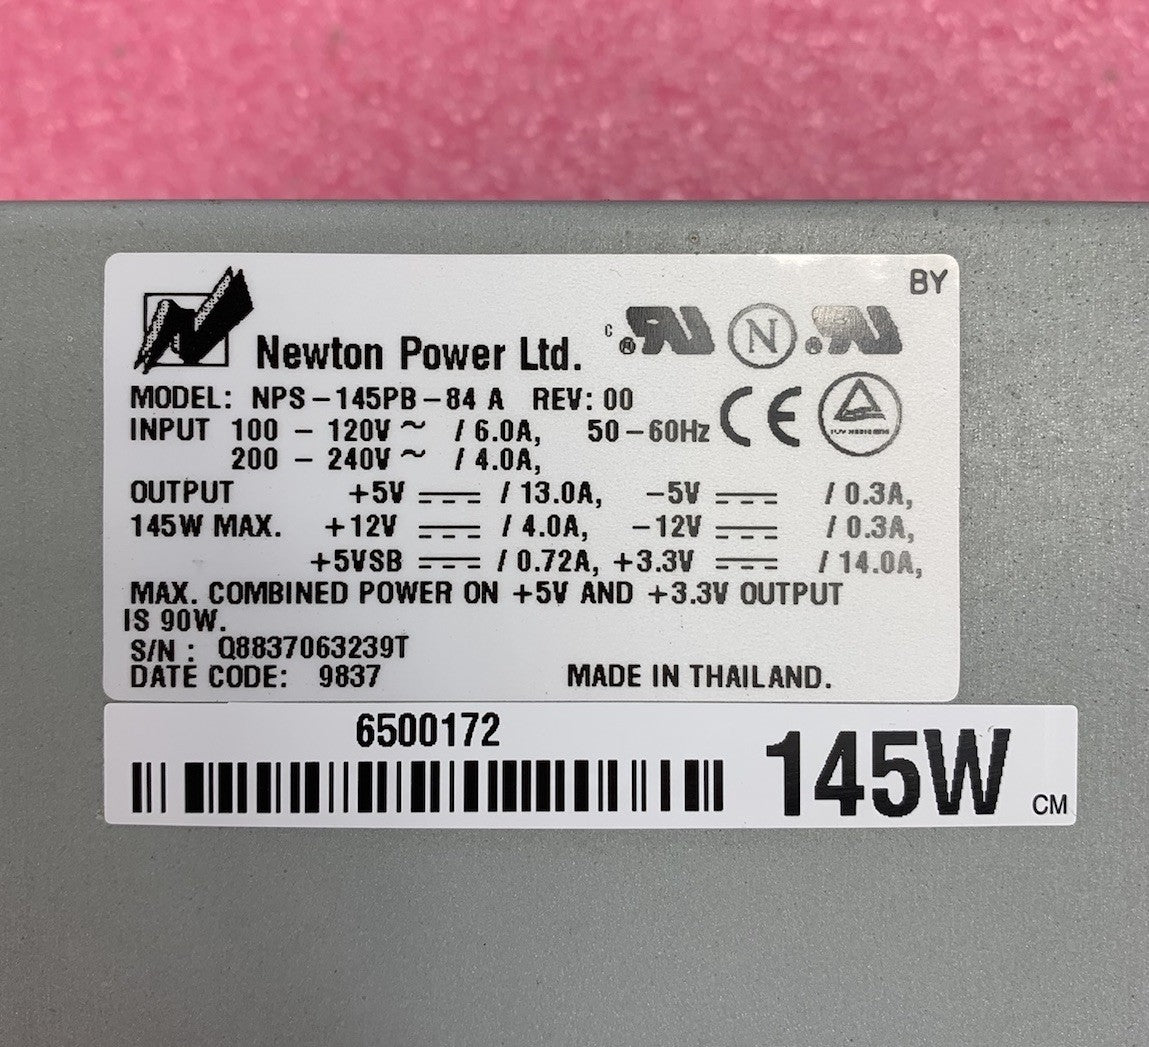 BY
Newton Power Ltd.
MODEL: NPS-145PB-84 A REV: 00
INPUT 100 - 120V ~ / 6.0A, 50-60Hz
200 - 240V ~ / 4.0A,
OUTPUT +5V ⎓ / 13.0A, -5V ⎓ / 0.3A,
145W MAX. +12V ⎓ / 4.0A, -12V ⎓ / 0.3A,
+5VSB ⎓ / 0.72A, +3.3V ⎓ / 14.0A,
MAX. COMBINED POWER ON +5V AND +3.3V OUTPUT
IS 90W.
S/N : Q8837063239T
DATE CODE: 9837 MADE IN THAILAND.
6500172
145W CM